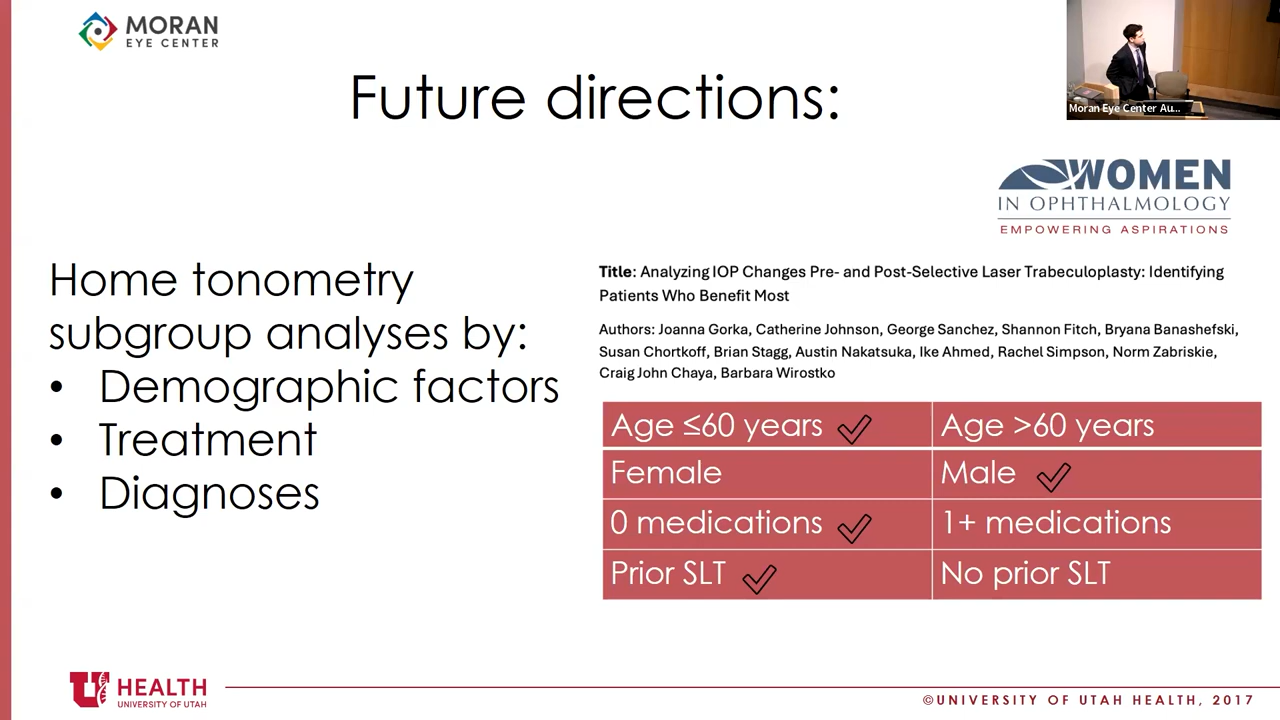 MORAN
EYE CENTER
Future directions:
Moran Eye Center Au...
WOMEN
IN OPHTHALMOLOGY
EMPOWERING ASPIRATIONS
Home tonometry
subgroup analyses by:
• Demographic factors
• Treatment
• Diagnoses
Title: Analyzing IOP Changes Pre- and Post-Selective Laser Trabeculoplasty: Identifying
Patients Who Benefit Most
Authors: Joanna Gorka, Catherine Johnson, George Sanchez, Shannon Fitch, Bryana Banashefski,
Susan Chortkoff, Brian Stagg, Austin Nakatsuka, Ike Ahmed, Rachel Simpson, Norm Zabriskie,
Craig John Chaya, Barbara Wirostko
Age ≤60 years ✓ Age >60 years
Female Male ✓
0 medications ✓ 1+ medications
Prior SLT ✓ No prior SLT
U HEALTH
UNIVERSITY OF UTAH
©UNIVERSITY OF UTAH HEALTH, 2017